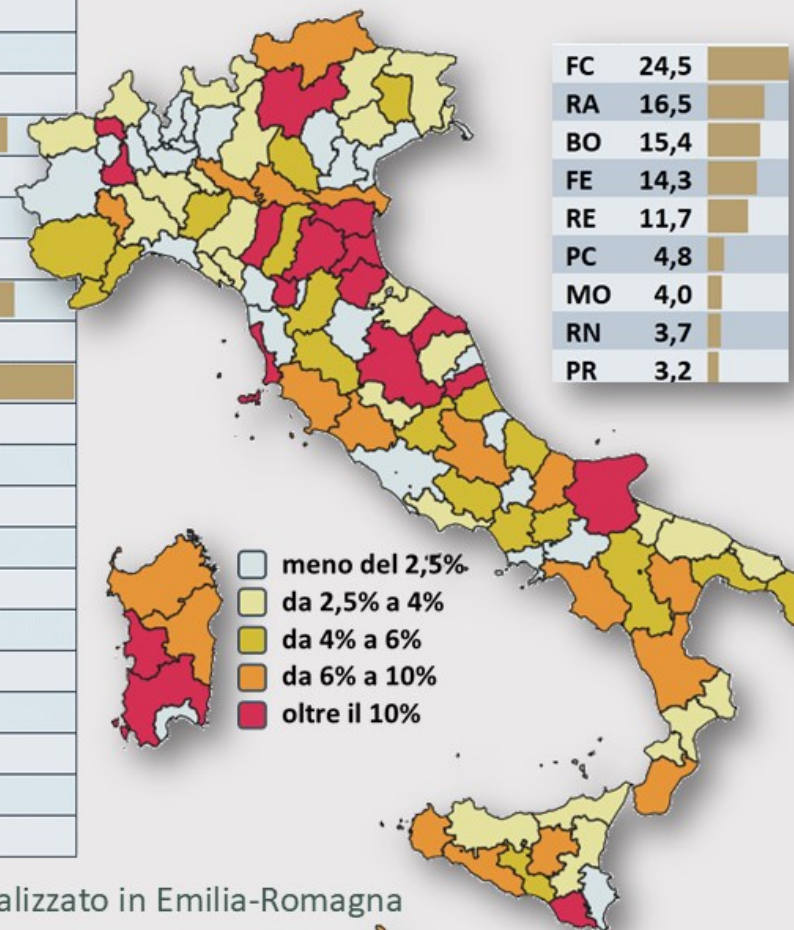 FC 24,5
RA 16,5
BO 15,4
FE 14,3
RE 11,7
PC 4,8
MO 4,0
RN 3,7
PR 3,2
meno del 2,5%
da 2,5% a 4%
da 4% a 6%
da 6% a 10%
oltre il 10%
alizzato in Emilia-Romagna